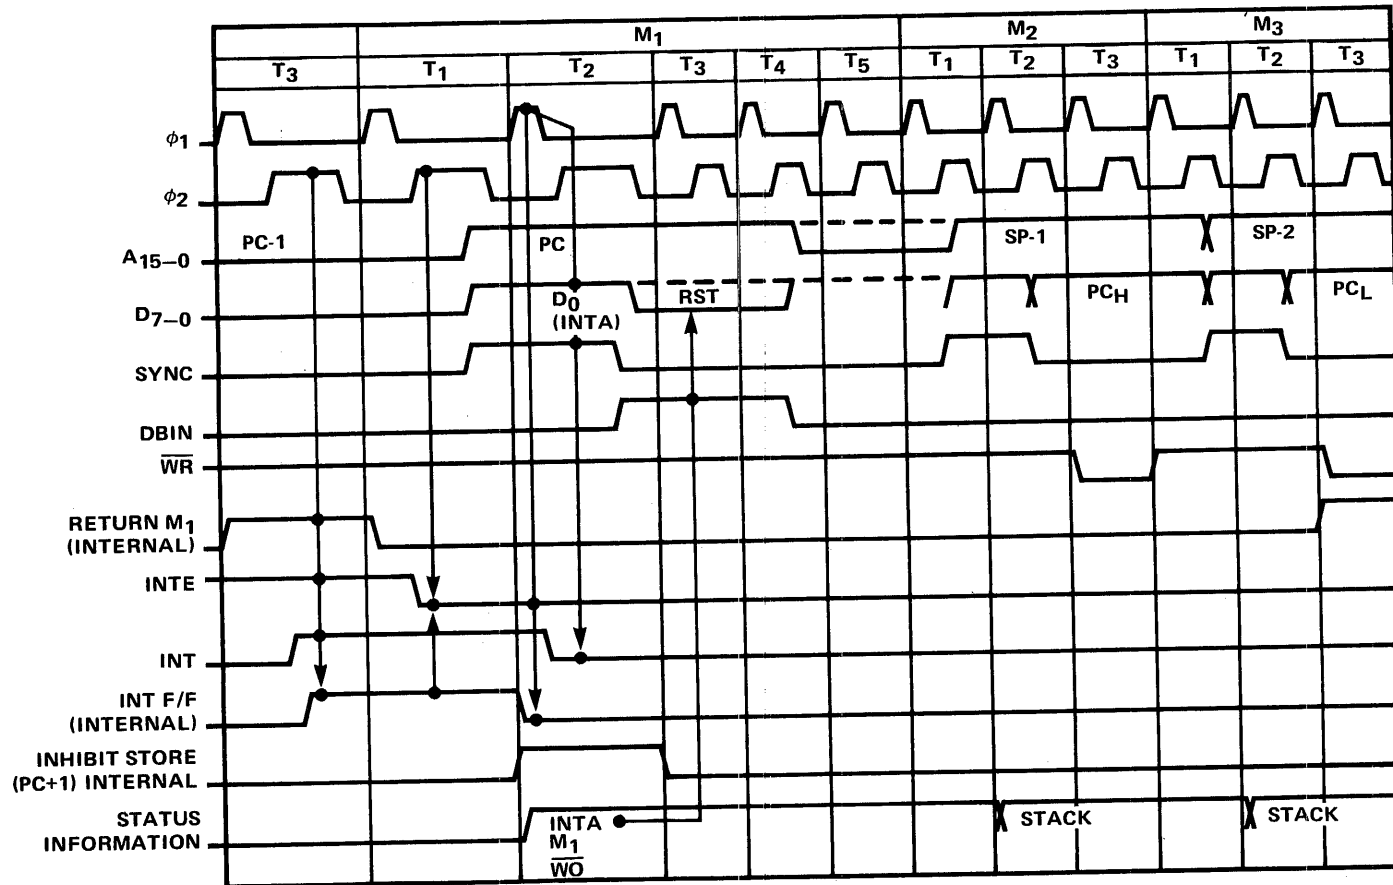 M1 M2 M3
T3 T1 T2 T3 T4 T5 T1 T2 T3 T1 T2 T3
ϕ1
ϕ2
A15–0 PC-1 PC SP-1 SP-2
D7–0 D0 (INTA) RST PCH PCL
SYNC
DBIN
W̅R̅
RETURN M1
(INTERNAL)
INTE
INT
INT F/F
(INTERNAL)
INHIBIT STORE
(PC+1) INTERNAL
STATUS
INFORMATION
INTA
M1
W̅O̅
STACK
STACK